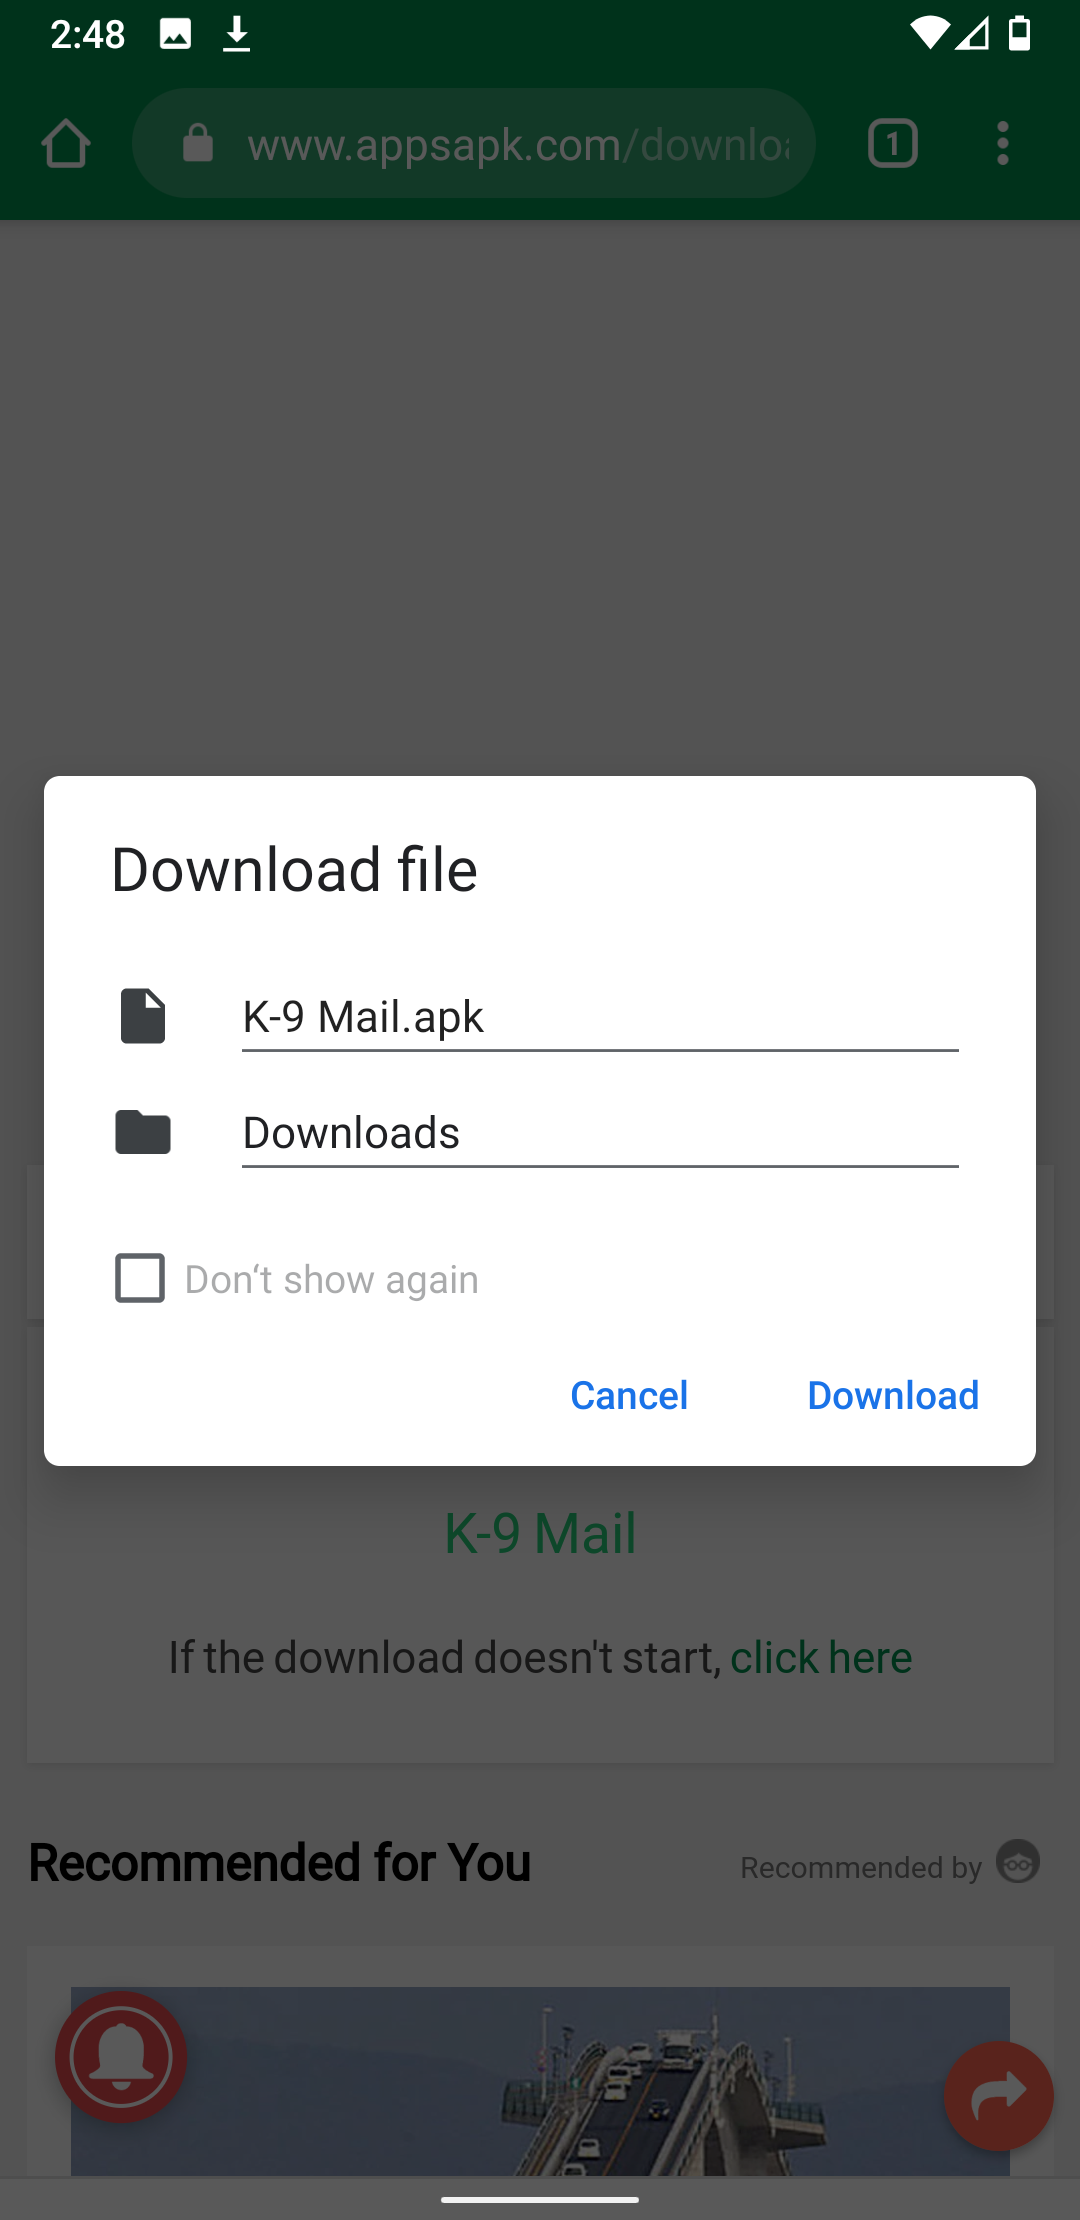 2:48
www.appsapk.com/downlo
1
Download file
K-9 Mail.apk
Downloads
Don‘t show again
Cancel Download
K-9 Mail
If the download doesn't start, click here
Recommended for You
Recommended by